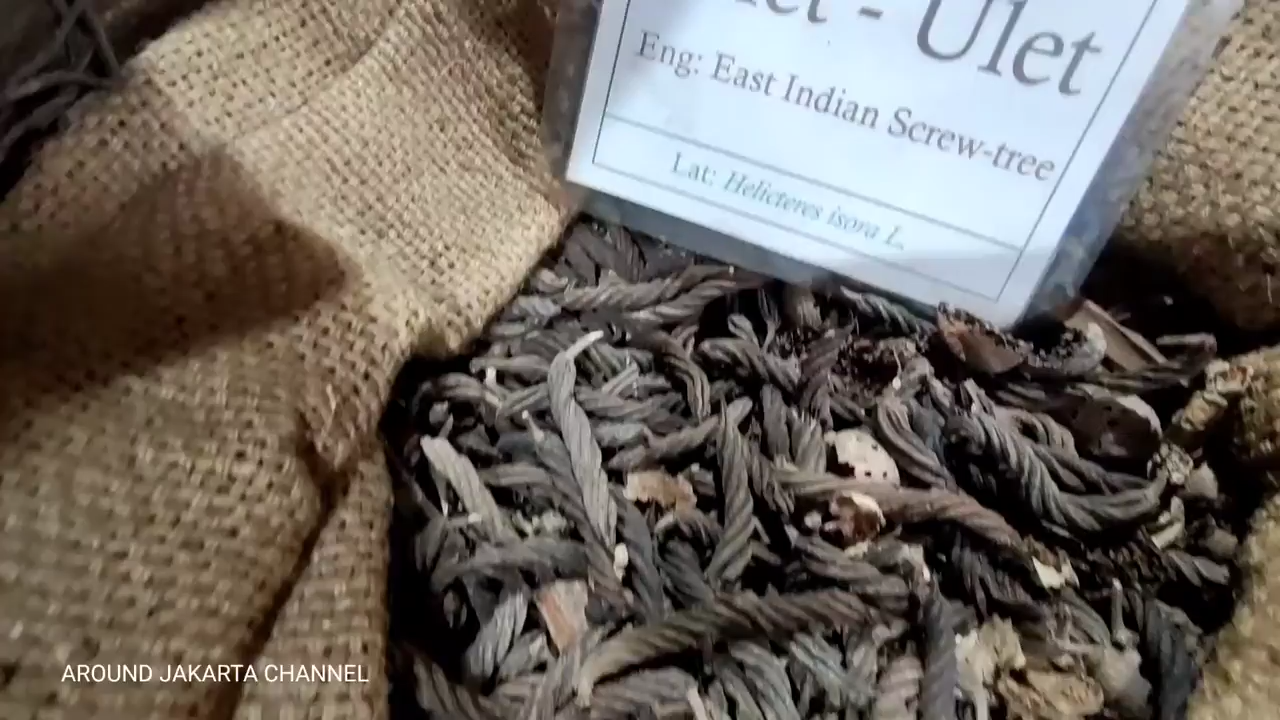 - Ulet
Eng: East Indian Screw-tree
Lat: Helicteres isora L.
AROUND JAKARTA CHANNEL